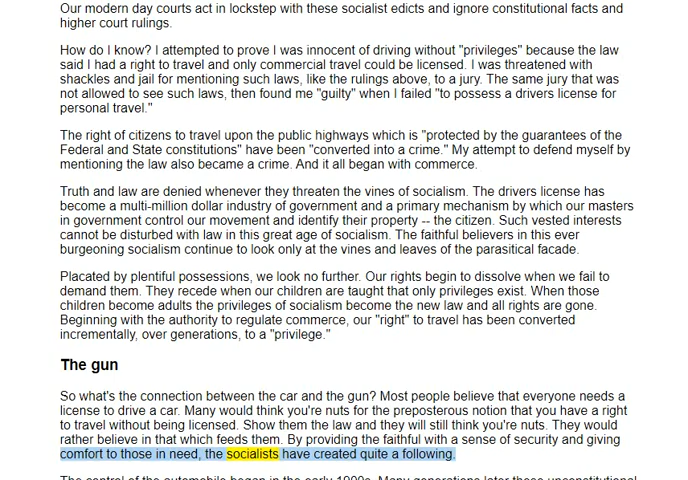 Our modern day courts act in lockstep with these socialist edicts and ignore constitutional facts and
higher court rulings.
How do I know? I attempted to prove I was innocent of driving without "privileges" because the law
said I had a right to travel and only commercial travel could be licensed. I was threatened with
shackles and jail for mentioning such laws, like the rulings above, to a jury. The same jury that was
not allowed to see such laws, then found me "guilty" when I failed "to possess a drivers license for
personal travel."
The right of citizens to travel upon the public highways which is "protected by the guarantees of the
Federal and State constitutions" have been "converted into a crime." My attempt to defend myself by
mentioning the law also became a crime. And it all began with commerce.
Truth and law are denied whenever they threaten the vines of socialism. The drivers license has
become a multi-million dollar industry of government and a primary mechanism by which our masters
in government control our movement and identify their property -- the citizen. Such vested interests
cannot be disturbed with law in this great age of socialism. The faithful believers in this ever
burgeoning socialism continue to look only at the vines and leaves of the parasitical facade.
Placated by plentiful possessions, we look no further. Our rights begin to dissolve when we fail to
demand them. They recede when our children are taught that only privileges exist. When those
children become adults the privileges of socialism become the new law and all rights are gone.
Beginning with the authority to regulate commerce, our "right" to travel has been converted
incrementally, over generations, to a "privilege."
The gun
So what's the connection between the car and the gun? Most people believe that everyone needs a
license to drive a car. Many would think you're nuts for the preposterous notion that you have a right
to travel without being licensed. Show them the law and they will still think you're nuts. They would
rather believe in that which feeds them. By providing the faithful with a sense of security and giving
comfort to those in need, the socialists have created quite a following.
The control of the automobile began in the early 1900s. Many generations later these unconstitutional